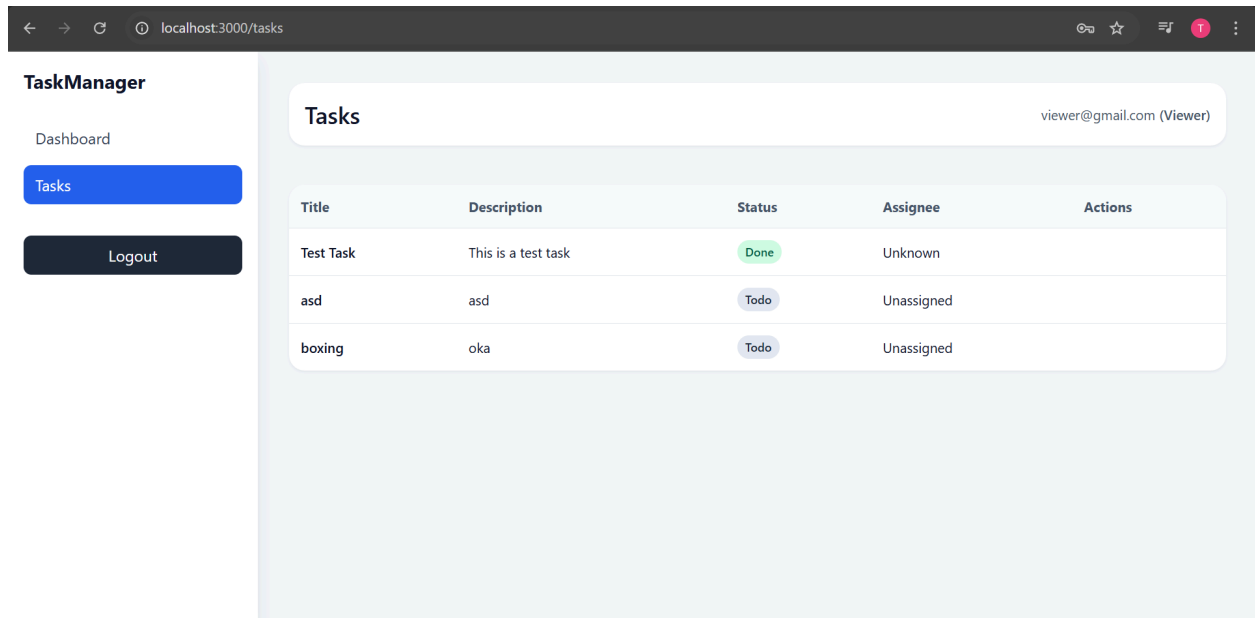 localhost:3000/tasks
T
TaskManager
Dashboard
Tasks
Logout
Tasks
viewer@gmail.com (Viewer)
Title Description Status Assignee Actions
Test Task This is a test task Done Unknown
asd asd Todo Unassigned
boxing oka Todo Unassigned